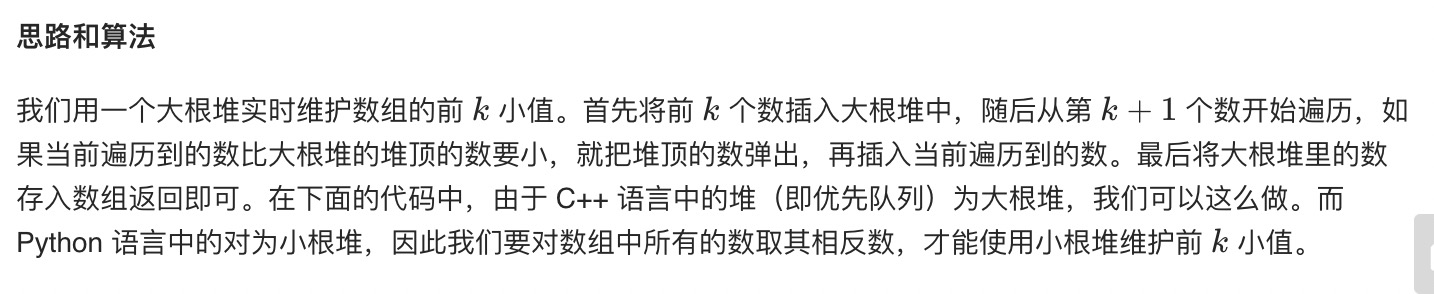 思路和算法
我们用一个大根堆实时维护数组的前 k 小值。首先将前 k 个数插入大根堆中，随后从第 k + 1 个数开始遍历，如
果当前遍历到的数比大根堆的堆顶的数要小，就把堆顶的数弹出，再插入当前遍历到的数。最后将大根堆里的数
存入数组返回即可。在下面的代码中，由于 C++ 语言中的堆（即优先队列）为大根堆，我们可以这么做。而
Python 语言中的对为小根堆，因此我们要对数组中所有的数取其相反数，才能使用小根堆维护前 k 小值。